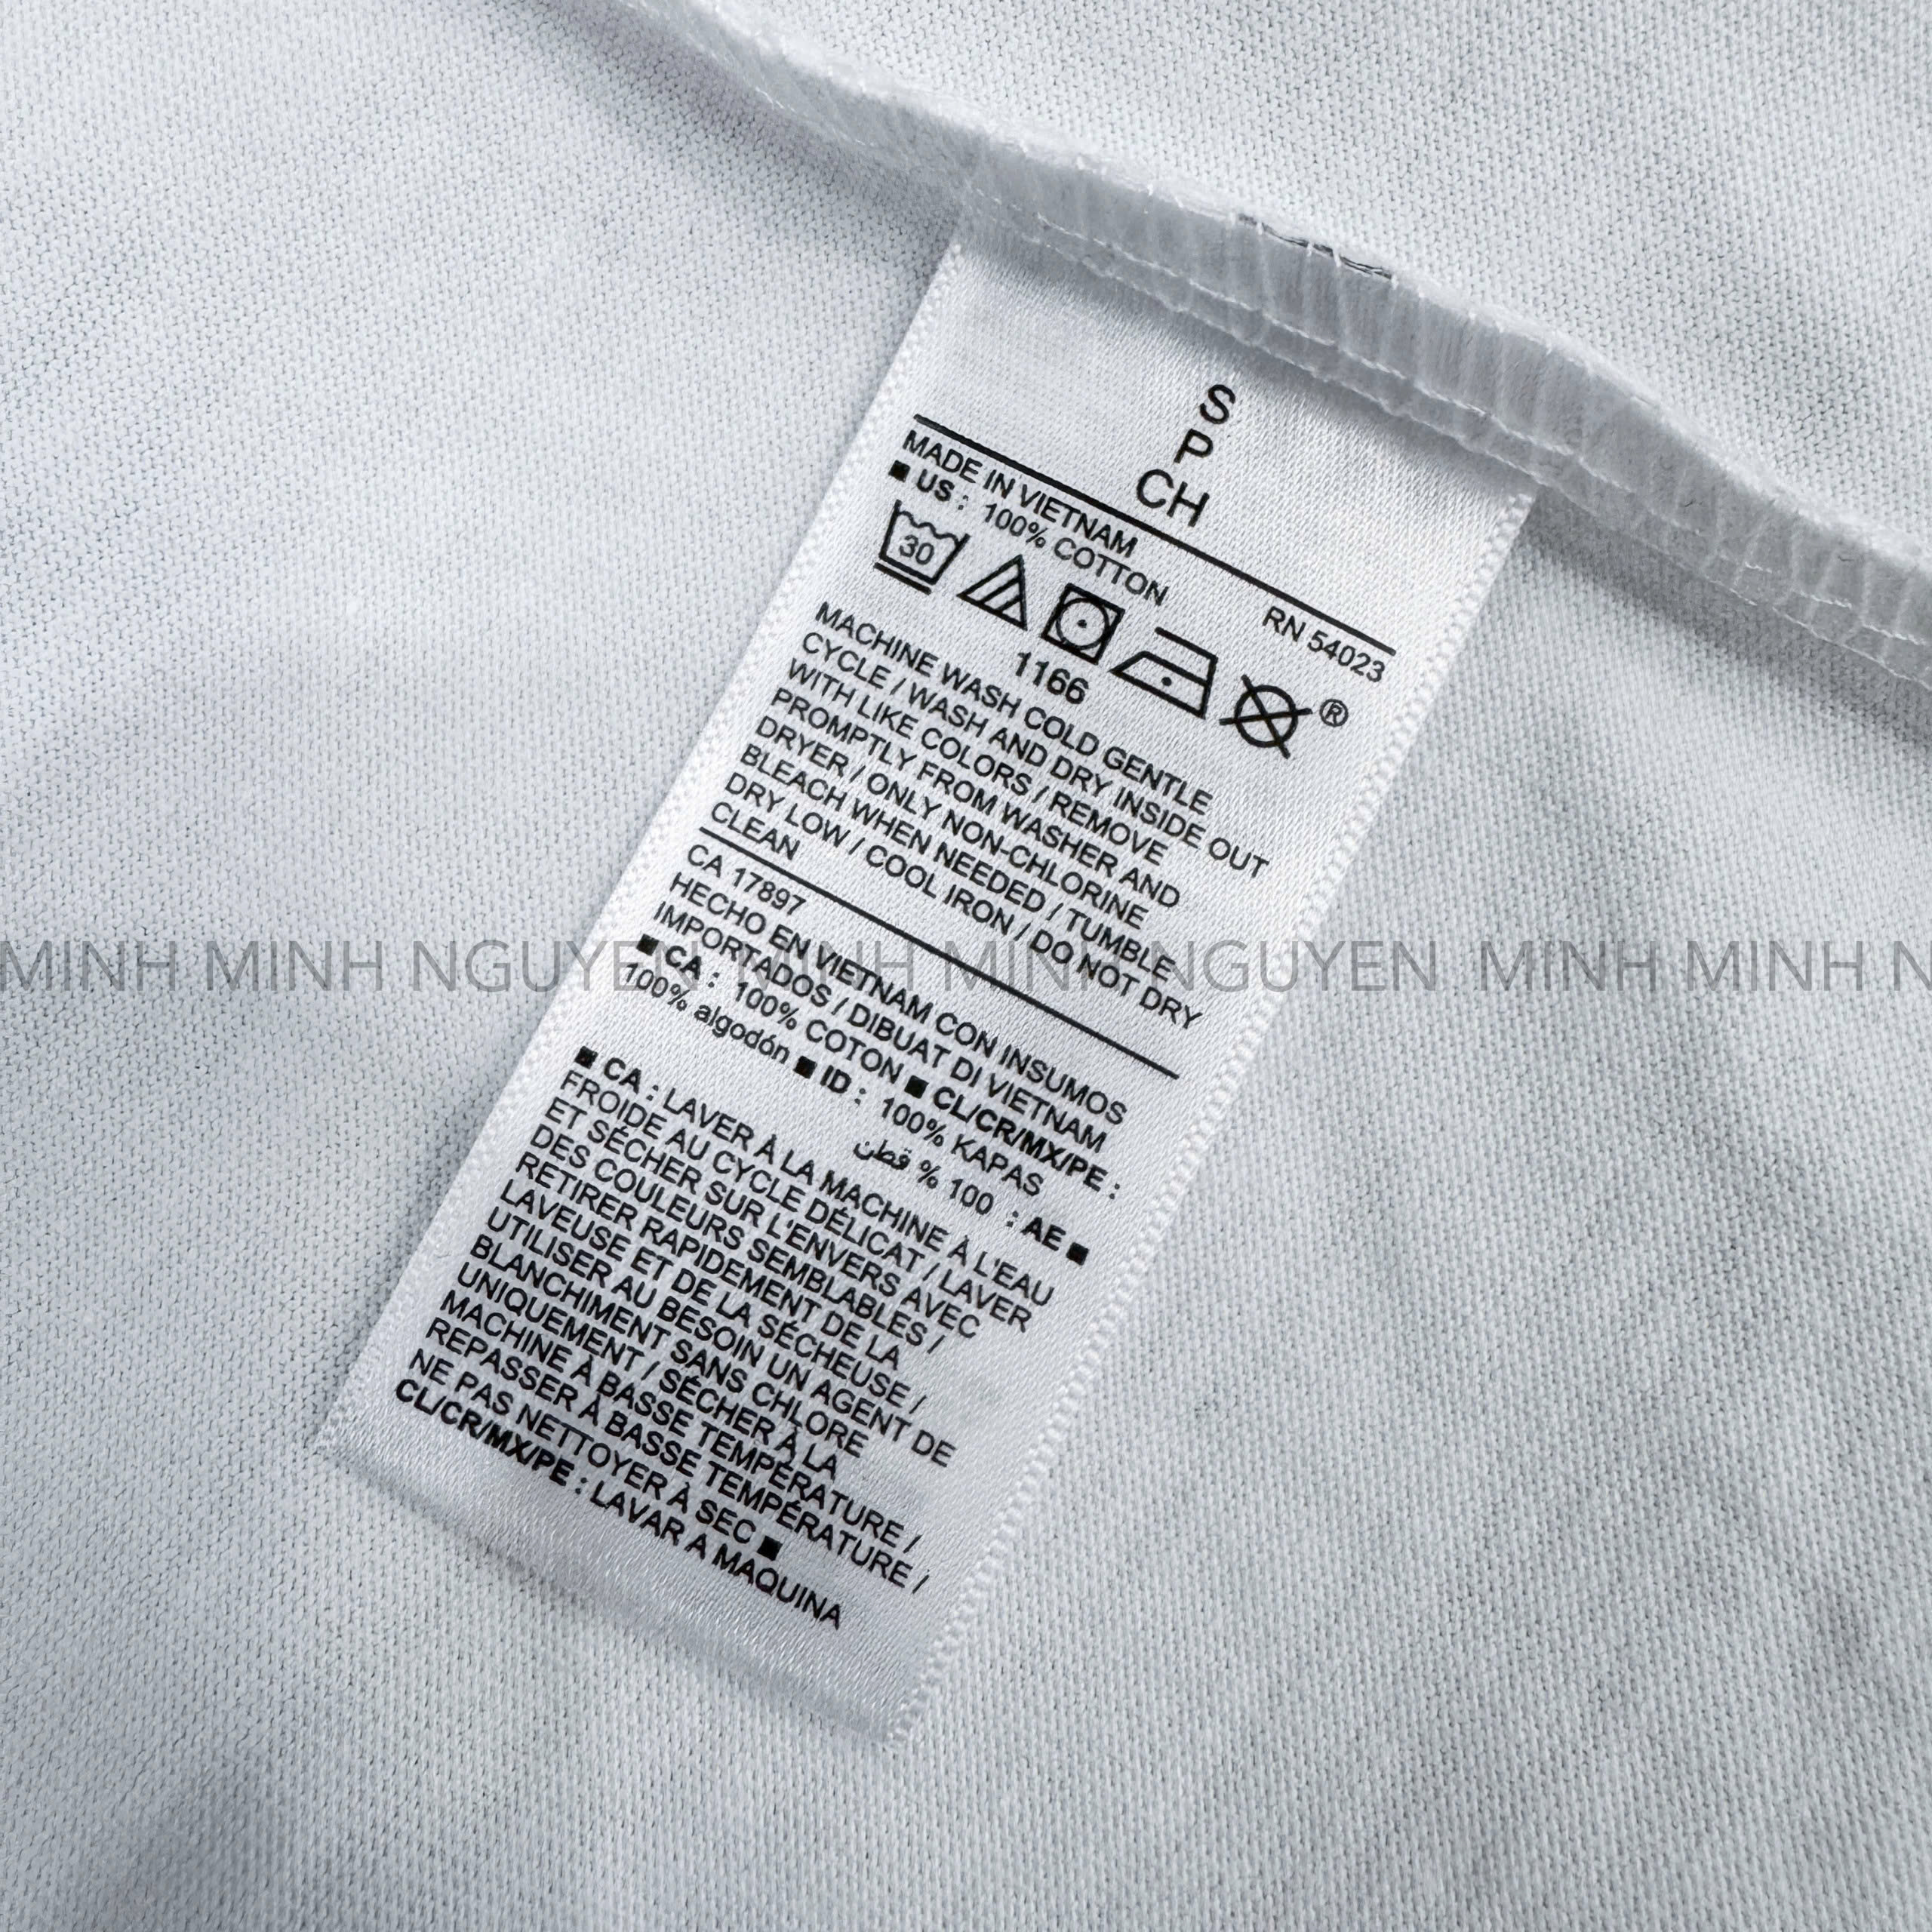 S
P
CH
MADE IN VIETNAM RN 54023
■ US : 100% COTTON
30
1166
®
MACHINE WASH COLD GENTLE
CYCLE / WASH AND DRY INSIDE OUT
WITH LIKE COLORS / REMOVE
PROMPTLY FROM WASHER AND
DRYER / ONLY NON-CHLORINE
BLEACH WHEN NEEDED / TUMBLE
DRY LOW / COOL IRON / DO NOT DRY
CLEAN
CA 17897
HECHO EN VIETNAM CON INSUMOS
IMPORTADOS / DIBUAT DI VIETNAM
■ CA : 100% COTON ■ CL/CR/MX/PE :
100% algodón ■ ID : 100% KAPAS
■ AE : 100 % قطن
■ CA : LAVER À LA MACHINE À L'EAU
FROIDE AU CYCLE DÉLICAT / LAVER
ET SÉCHER SUR L'ENVERS AVEC
DES COULEURS SEMBLABLES /
RETIRER RAPIDEMENT DE LA
LAVEUSE ET DE LA SÉCHEUSE /
UTILISER AU BESOIN UN AGENT DE
BLANCHIMENT SANS CHLORE
UNIQUEMENT / SÉCHER À LA
MACHINE À BASSE TEMPÉRATURE /
REPASSER À BASSE TEMPÉRATURE /
NE PAS NETTOYER À SEC ■
CL/CR/MX/PE : LAVAR A MAQUINA
MINH MINH NGUYEN MINH MINH NGUYEN MINH MINH N